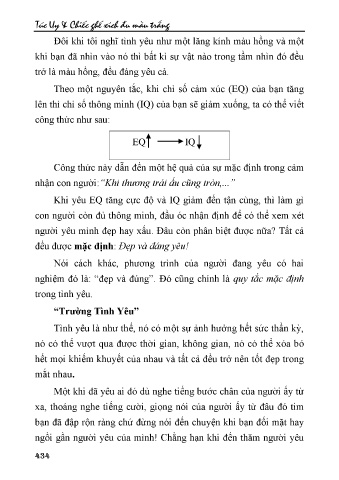 Túc Uy & Chiếc ghế xích đu màu trắng
Đôi khi tôi nghĩ tình yêu như một lăng kính màu hồng và một
khi bạn đã nhìn vào nó thì bất kì sự vật nào trong tầm nhìn đó đều
trở là màu hồng, đều đáng yêu cả.
Theo một nguyên tắc, khi chỉ số cảm xúc (EQ) của bạn tăng
lên thì chỉ số thông minh (IQ) của bạn sẽ giảm xuống, ta có thể viết
công thức như sau:
EQ↑ → IQ↓
Công thức này dẫn đến một hệ quả của sự mặc định trong cảm
nhận con người:“Khi thương trái ấu cũng tròn,...”
Khi yêu EQ tăng cực độ và IQ giảm đến tận cùng, thì làm gì
con người còn đủ thông minh, đầu óc nhận định để có thể xem xét
người yêu mình đẹp hay xấu. Đâu còn phân biệt được nữa? Tất cả
đều được mặc định: Đẹp và đáng yêu!
Nói cách khác, phương trình của người đang yêu có hai
nghiệm đó là: “đẹp và đúng”. Đó cũng chính là quy tắc mặc định
trong tình yêu.
“Trường Tình Yêu”
Tình yêu là như thế, nó có một sự ảnh hưởng hết sức thần kỳ,
nó có thể vượt qua được thời gian, không gian, nó có thể xóa bỏ
hết mọi khiếm khuyết của nhau và tất cả đều trở nên tốt đẹp trong
mắt nhau.
Một khi đã yêu ai đó dù nghe tiếng bước chân của người ấy từ
xa, thoáng nghe tiếng cười, giọng nói của người ấy từ đâu đó tim
bạn đã đập rộn ràng chứ đừng nói đến chuyện khi bạn đối mặt hay
ngồi gần người yêu của mình! Chẳng hạn khi đến thăm người yêu
434